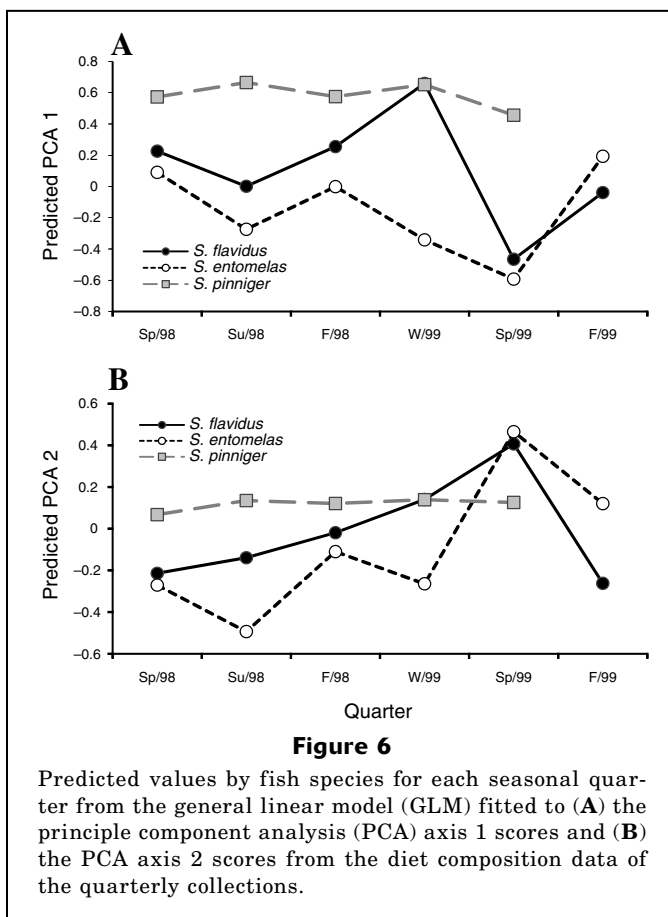 A
Predicted PCA 1
0.8
0.6
0.4
0.2
0
–0.2
–0.4
–0.6
–0.8
S. flavidus
S. entomelas
S. pinniger
Sp/98 Su/98 F/98 W/99 Sp/99 F/99
B
Predicted PCA 2
0.6
0.4
0.2
0
–0.2
–0.4
–0.6
S. flavidus
S. entomelas
S. pinniger
Sp/98 Su/98 F/98 W/99 Sp/99 F/99
Quarter
Figure 6
Predicted values by fish species for each seasonal quar-
ter from the general linear model (GLM) fitted to (A) the
principle component analysis (PCA) axis 1 scores and (B)
the PCA axis 2 scores from the diet composition data of
the quarterly collections.